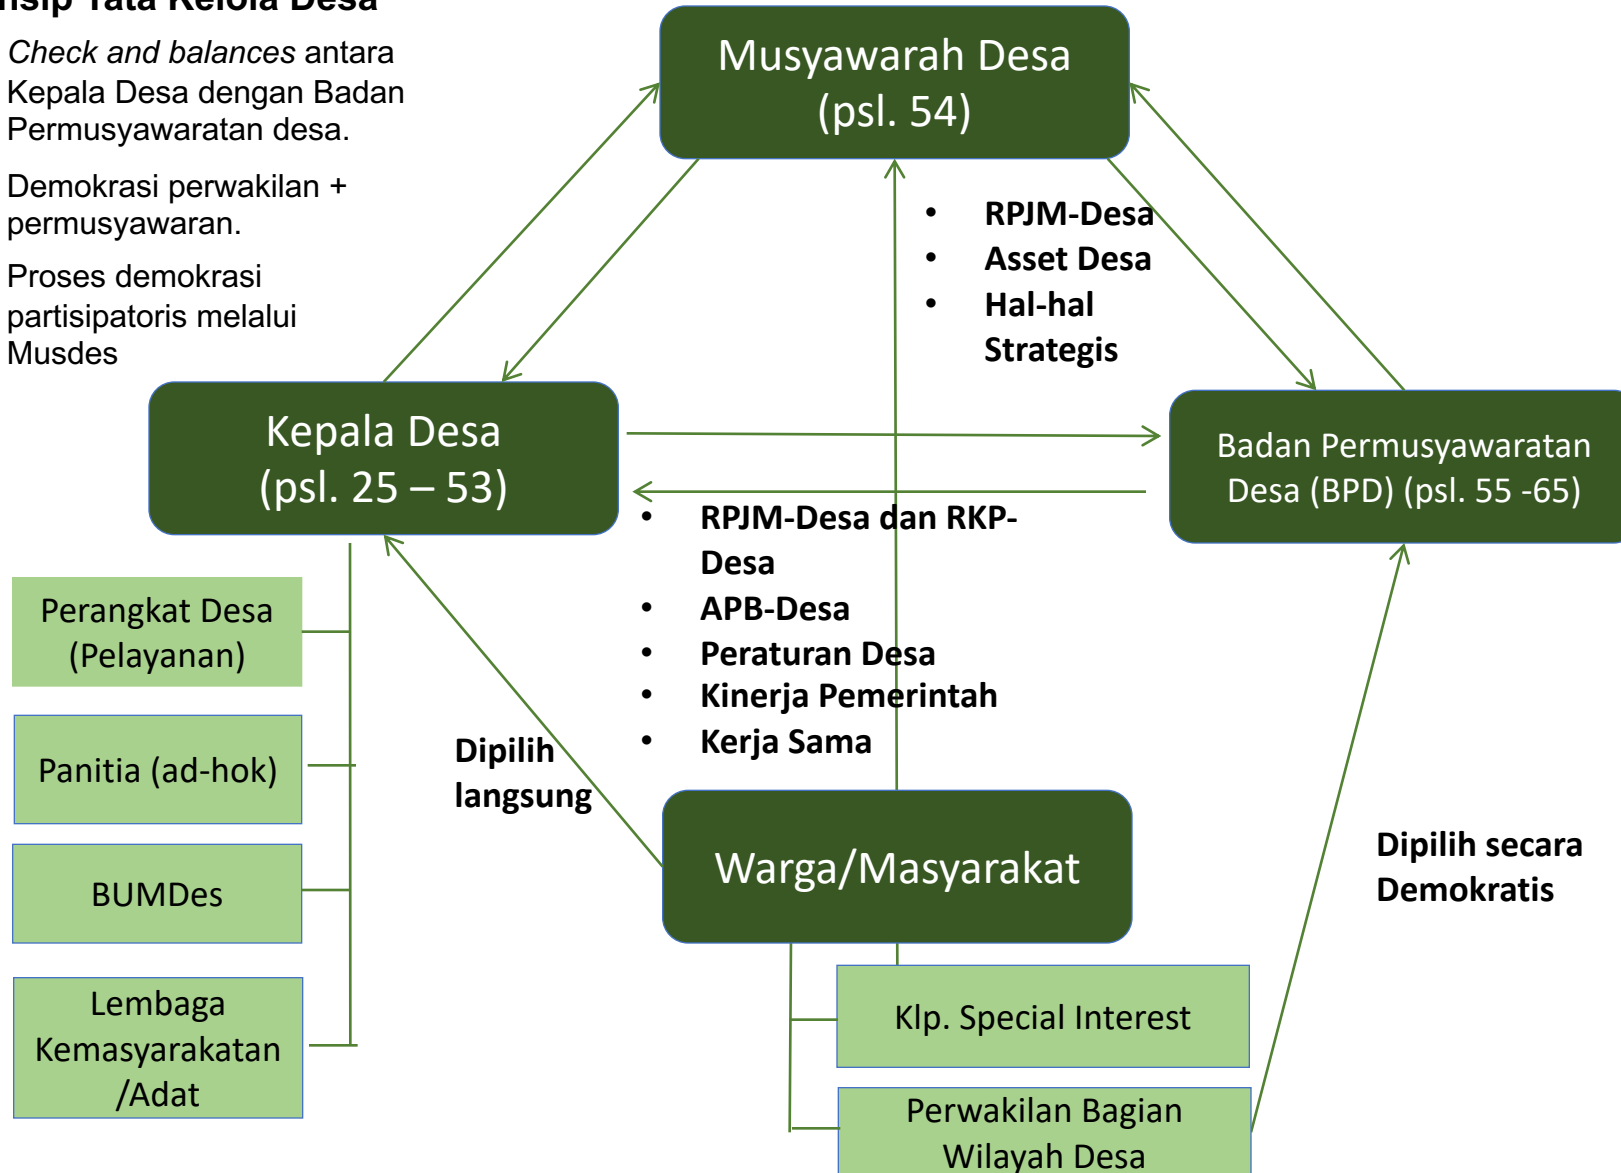 Tata Kelola Desa
Check and balances antara
Kepala Desa dengan Badan
Permusyawaratan desa.
Demokrasi perwakilan +
permusyawaran.
Proses demokrasi
partisipatoris melalui
Musdes
Musyawarah Desa
(psl. 54)
• RPJM-Desa
• Asset Desa
• Hal-hal
Strategis
Kepala Desa
(psl. 25 – 53)
Badan Permusyawaratan
Desa (BPD) (psl. 55 -65)
• RPJM-Desa dan RKP-
Desa
• APB-Desa
• Peraturan Desa
• Kinerja Pemerintah
• Kerja Sama
Perangkat Desa
(Pelayanan)
Panitia (ad-hok)
BUMDes
Lembaga
Kemasyarakatan
/Adat
Dipilih
langsung
Warga/Masyarakat
Dipilih secara
Demokratis
Klp. Special Interest
Perwakilan Bagian
Wilayah Desa